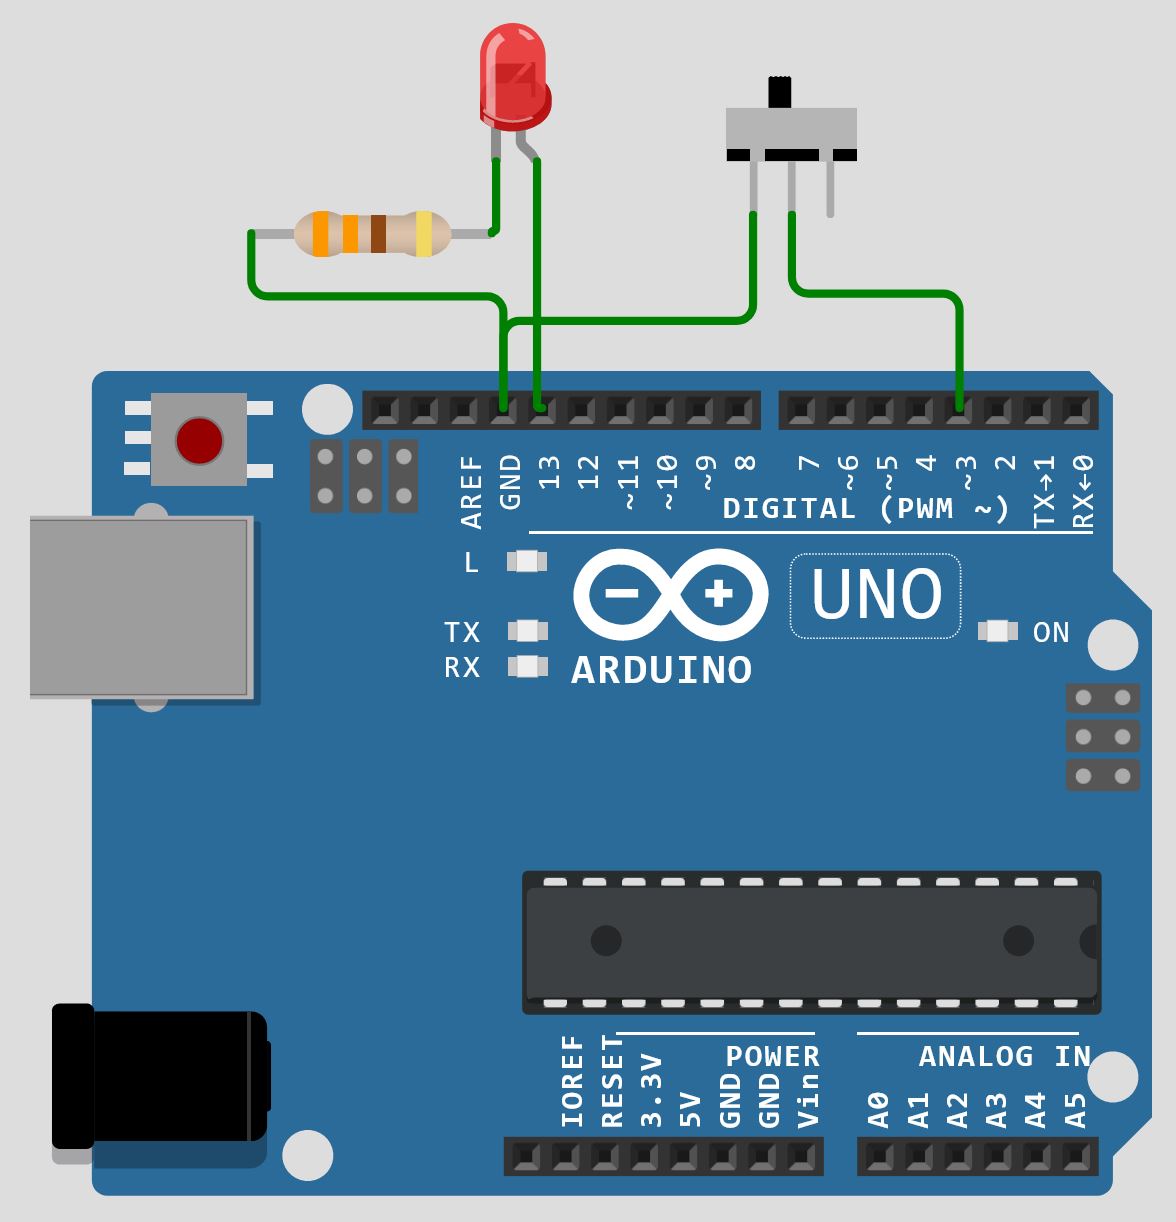 AREF GND 13 12 ~11 ~10 ~9 8 7 ~6 ~5 4 ~3 2 TX→1 RX←0
DIGITAL (PWM ~)
L
TX
RX
UNO
ON
ARDUINO
POWER
ANALOG IN
IOREF RESET 3.3V 5V GND GND Vin A0 A1 A2 A3 A4 A5